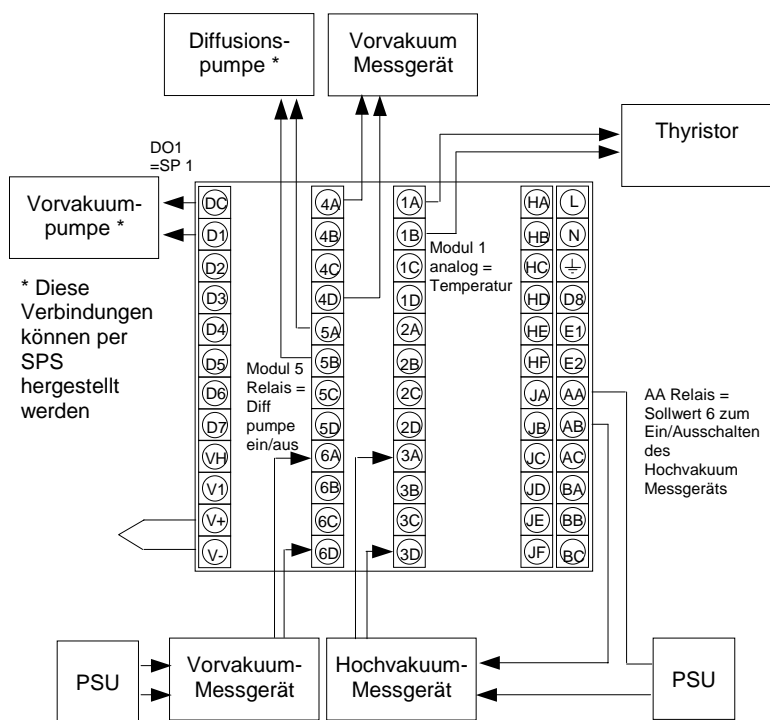 Diffusions-
pumpe *
Vorvakuum
Messgerät
Thyristor
DO1
=SP 1
Vorvakuum-
pumpe *
* Diese
Verbindungen
können per
SPS
hergestellt
werden
DC
D1
D2
D3
D4
D5
D6
D7
VH
V1
V+
V-
4A
4B
4C
4D
5A
5B
5C
5D
6A
6B
6C
6D
Modul 5
Relais =
Diff
pumpe
ein/aus
1A
1B
1C
1D
2A
2B
2C
2D
3A
3B
3C
3D
Modul 1
analog =
Temperatur
HA
HB
HC
HD
HE
HF
JA
JB
JC
JD
JE
JF
L
N
D8
E1
E2
AA
AB
AC
BA
BB
BC
AA Relais =
Sollwert 6 zum
Ein/Ausschalten
des
Hochvakuum
Messgeräts
PSU
Vorvakuum-
Messgerät
Hochvakuum-
Messgerät
PSU